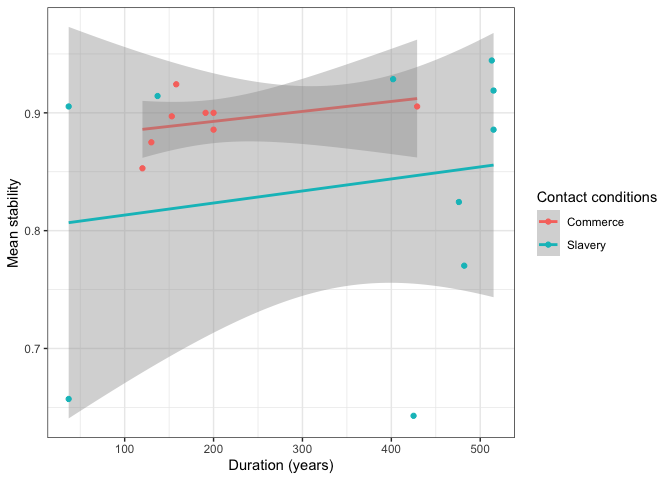 0.9
0.8
0.7
Mean stability
100 200 300 400 500
Duration (years)
Contact conditions
Commerce
Slavery